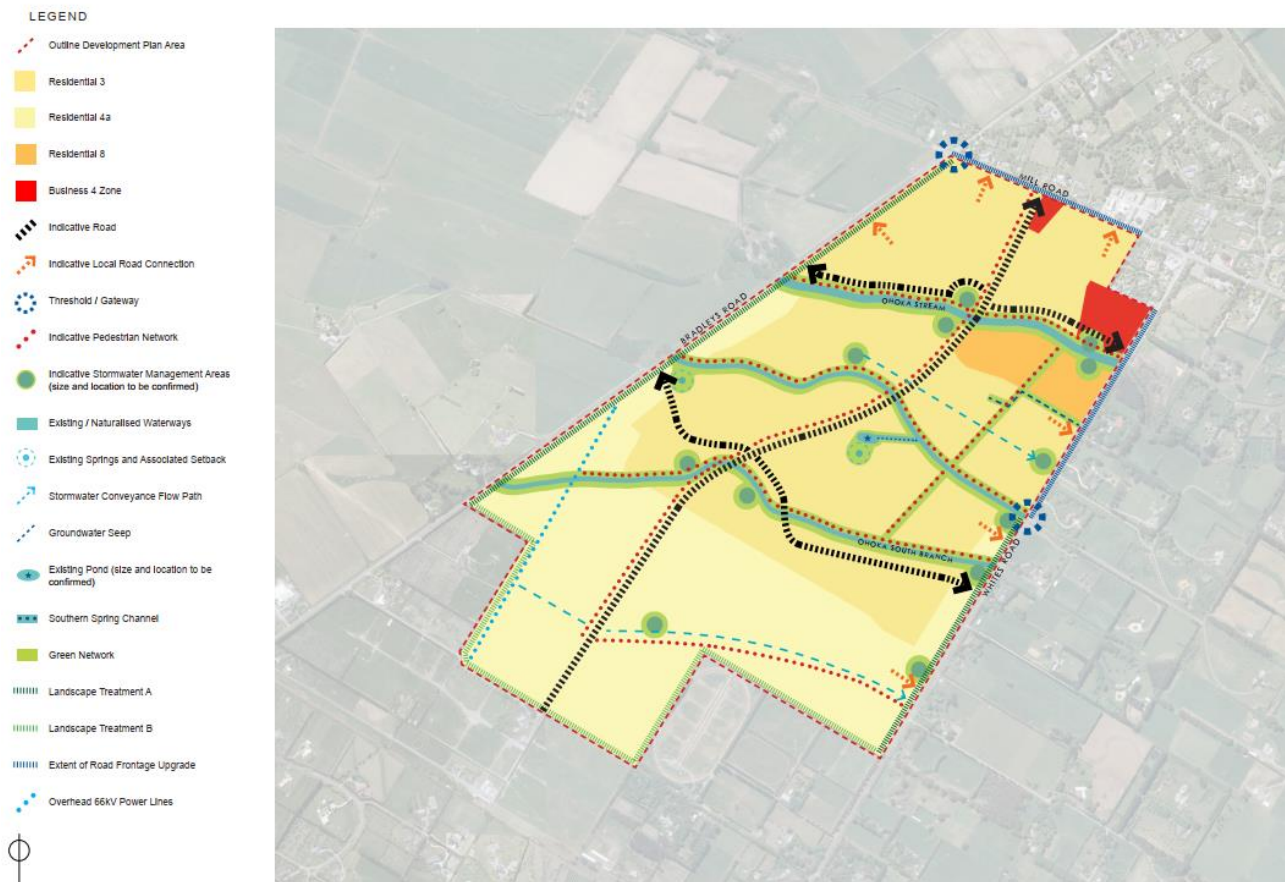 LEGEND
Outline Development Plan Area
Residential 3
Residential 4a
Residential 8
Business 4 Zone
Indicative Road
Indicative Local Road Connection
Threshold / Gateway
Indicative Pedestrian Network
Indicative Stormwater Management Areas
(size and location to be confirmed)
Existing / Naturalised Waterways
Existing Springs and Associated Setback
Stormwater Conveyance Flow Path
Groundwater Seep
Existing Pond (size and location to be
confirmed)
Southern Spring Channel
Green Network
Landscape Treatment A
Landscape Treatment B
Extent of Road Frontage Upgrade
Overhead 66kV Power Lines
MILL ROAD
BRADLEYS ROAD
OHOKA STREAM
OHOKA SOUTH BRANCH
WHITES ROAD